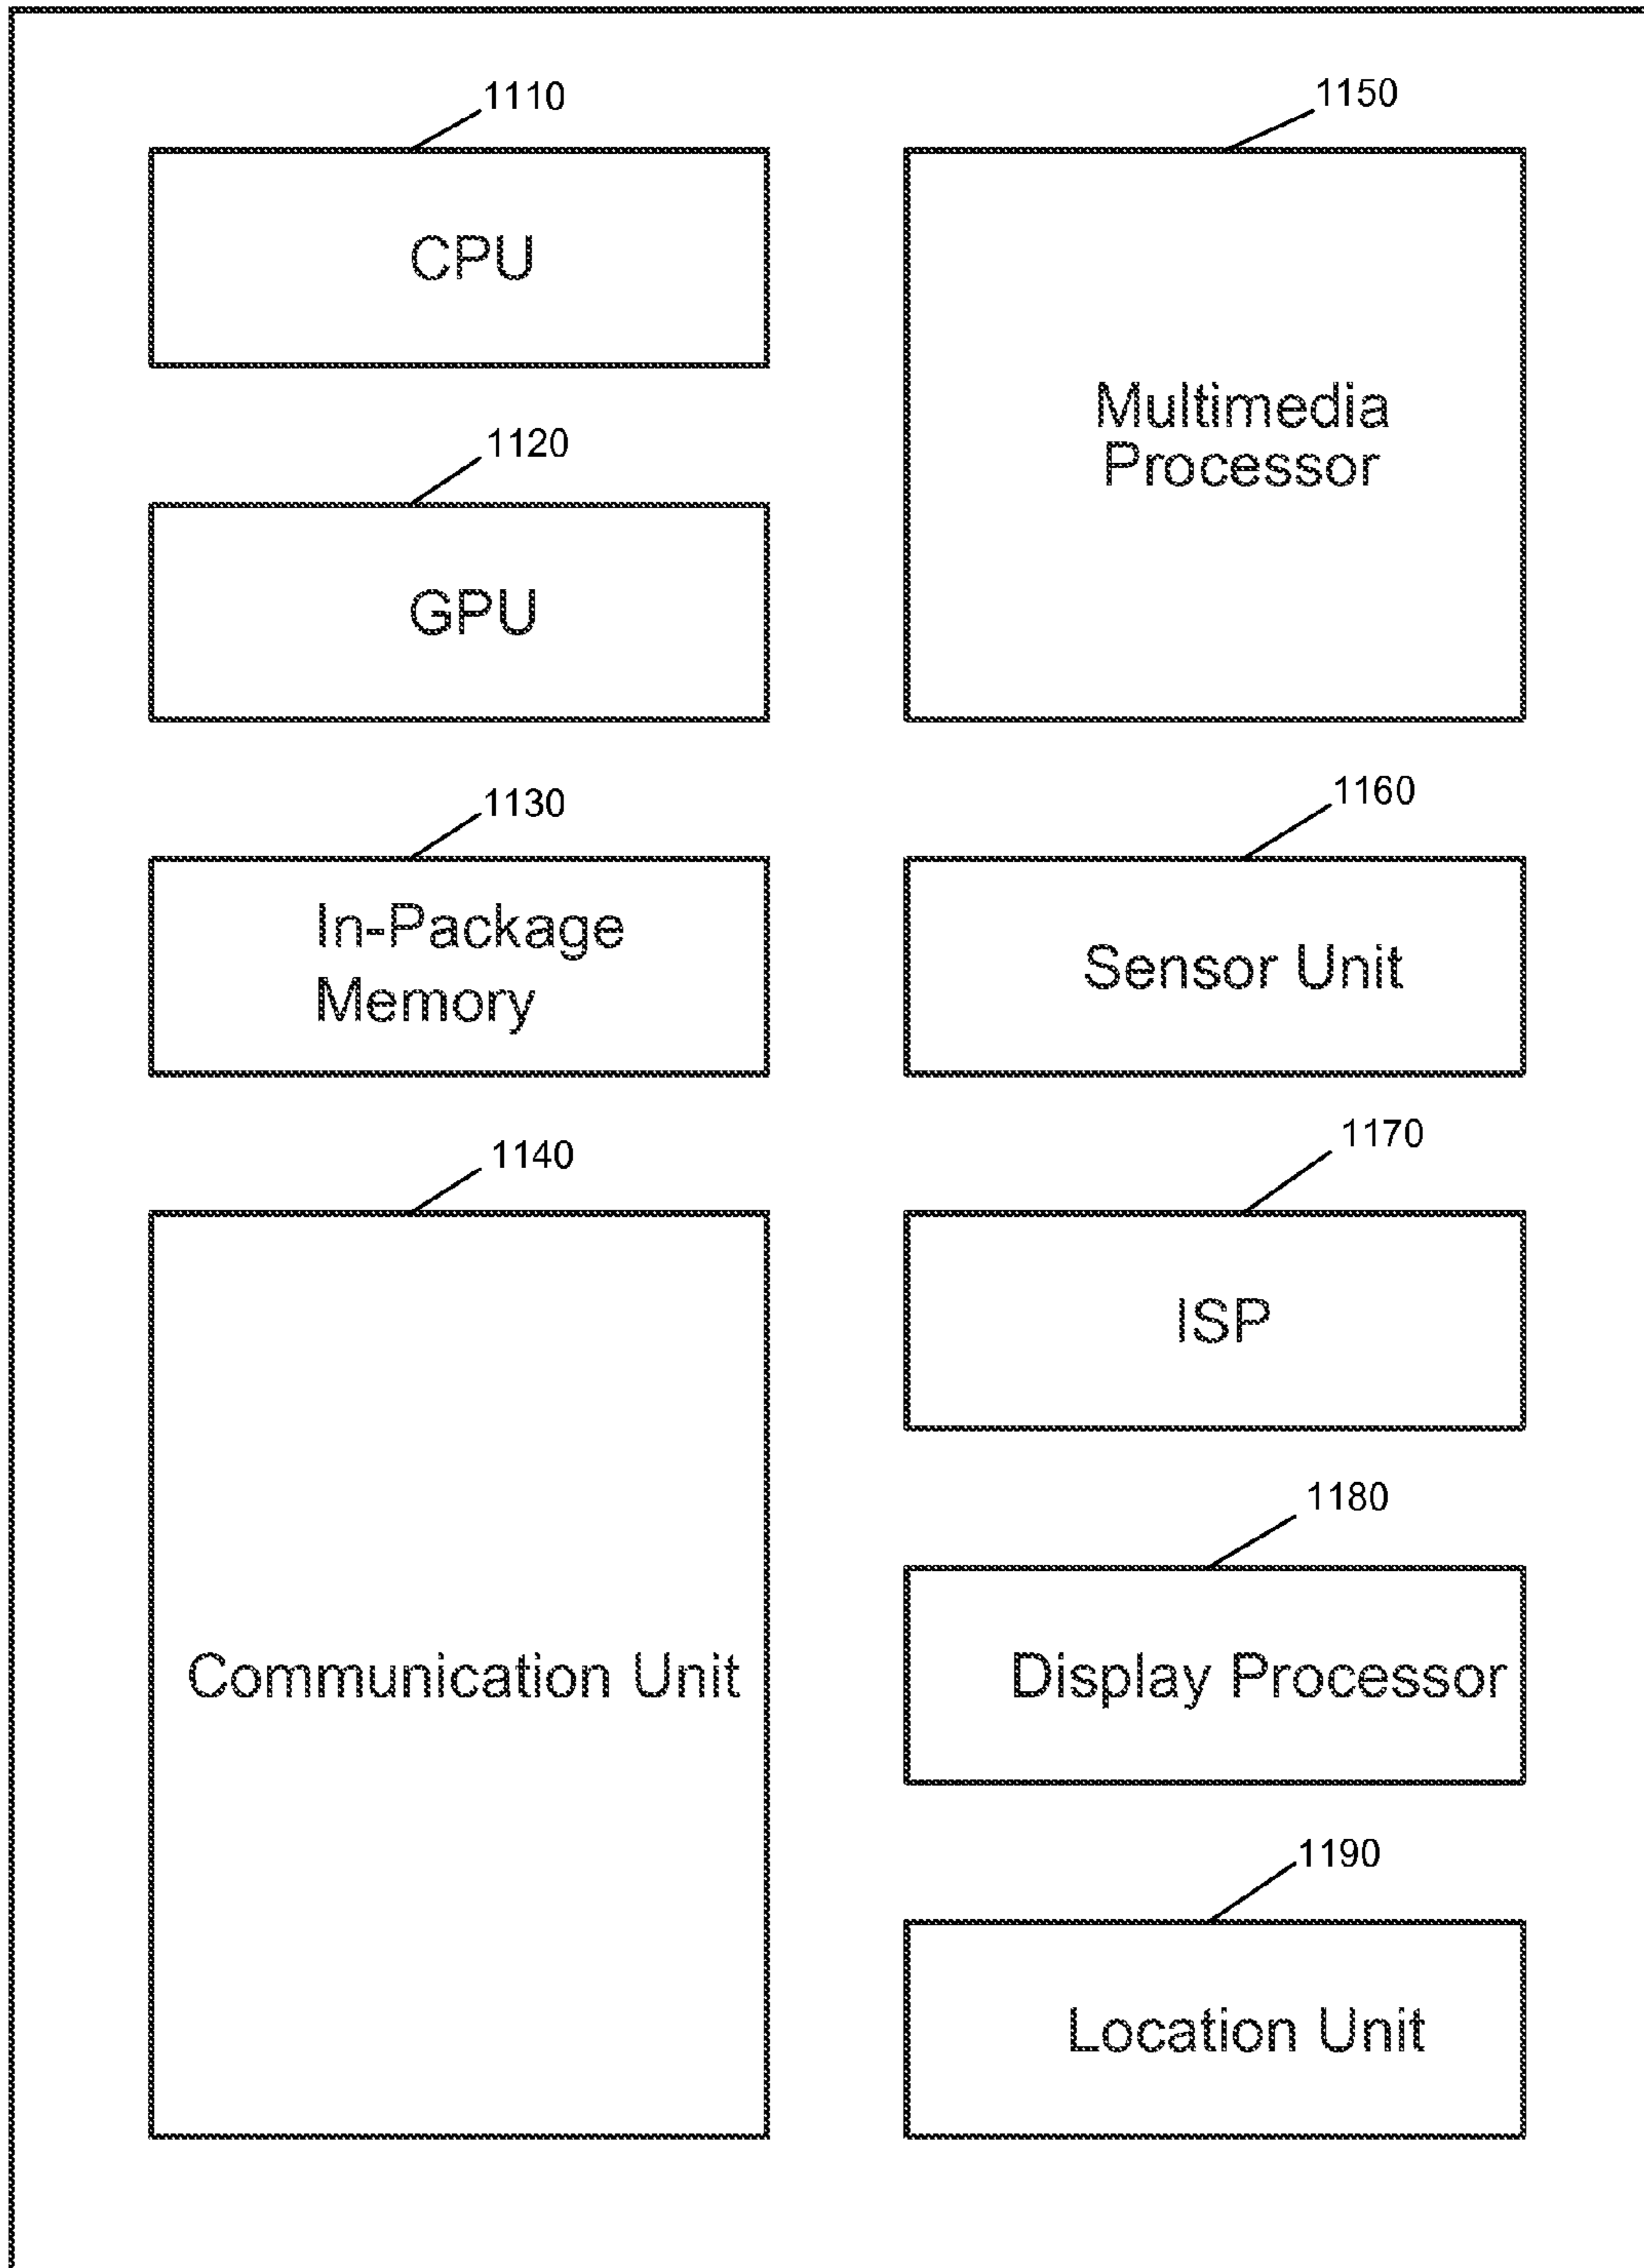 1110
CPU
1120
GPU
1130
In-Package
Memory
1140
Communication Unit
1150
Multimedia
Processor
1160
Sensor Unit
1170
ISP
1180
Display Processor
1190
Location Unit